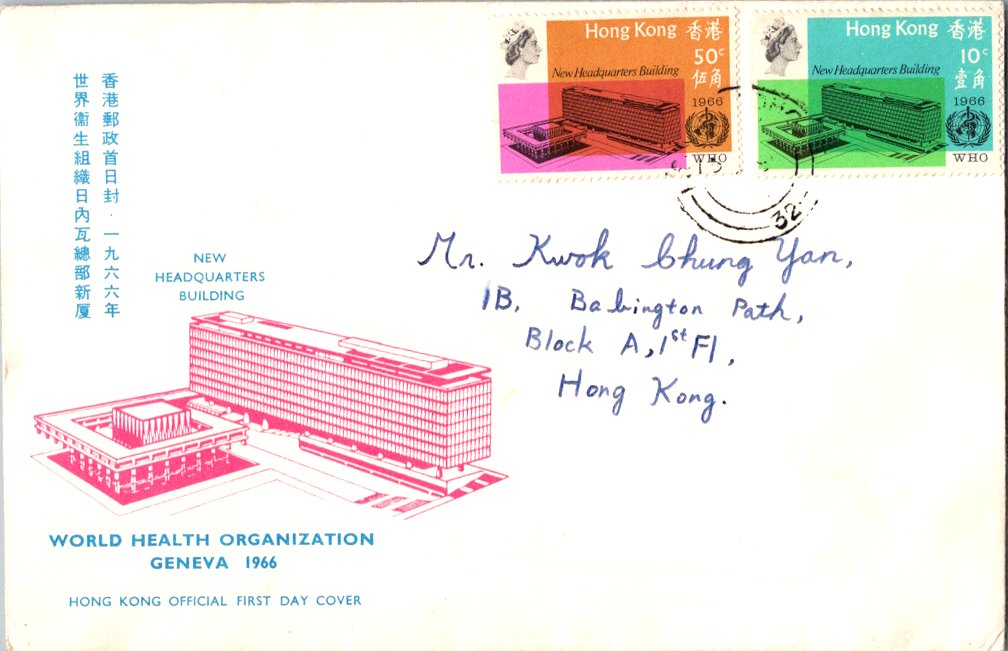 Hong Kong 香港
50c
伍角
New Headquarters Building
1966
WHO
Hong Kong 香港
10c
壹角
New Headquarters Building
1966
WHO
香港郵政首日封·一九六六年
世界衞生組織日內瓦總部新厦
Mr. Kwok Chung Yan,
1B, Babington Path,
Block A, 1st Fl,
Hong Kong.
NEW
HEADQUARTERS
BUILDING
WORLD HEALTH ORGANIZATION
GENEVA 1966
HONG KONG OFFICIAL FIRST DAY COVER